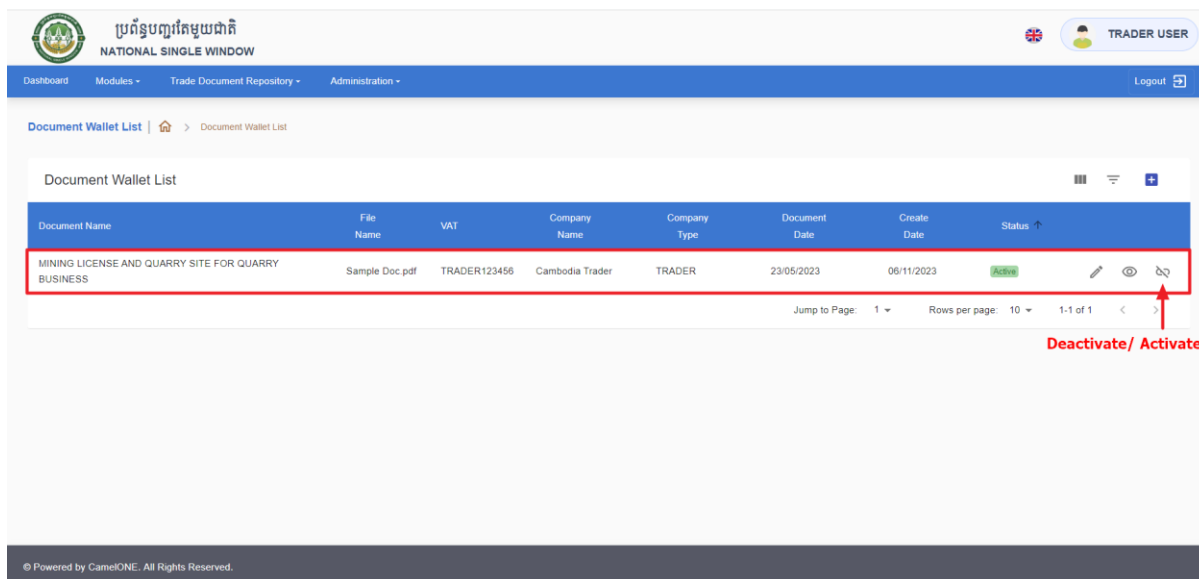 ប្រព័ន្ធបញ្ជរតែមួយជាតិ
NATIONAL SINGLE WINDOW
TRADER USER
Dashboard Modules Trade Document Repository Administration Logout
Document Wallet List | > Document Wallet List
Document Wallet List
Document Name File Name VAT Company Name Company Type Document Date Create Date Status
MINING LICENSE AND QUARRY SITE FOR QUARRY
BUSINESS
Sample Doc.pdf TRADER123456 Cambodia Trader TRADER 23/05/2023 06/11/2023 Active
Jump to Page: 1 Rows per page: 10 1-1 of 1
Deactivate/ Activate
© Powered by CamelONE. All Rights Reserved.